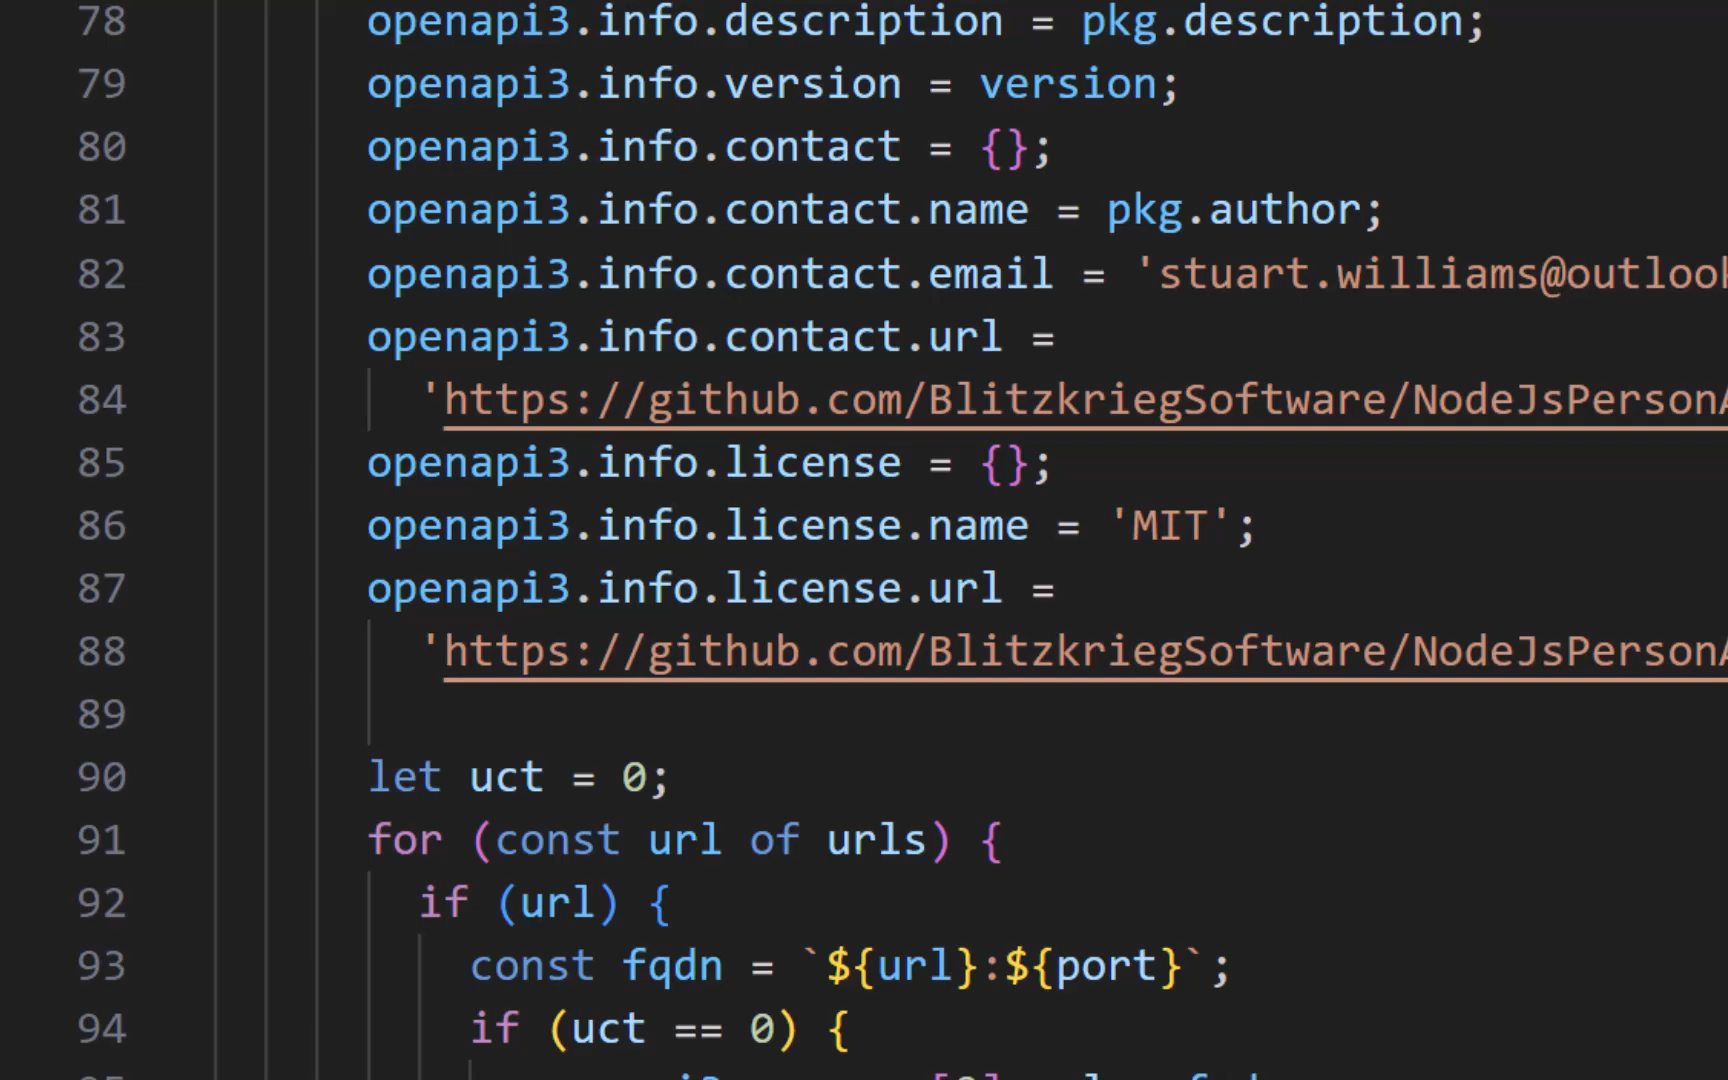 78 openapi3.info.description = pkg.description;
79 openapi3.info.version = version;
80 openapi3.info.contact = {};
81 openapi3.info.contact.name = pkg.author;
82 openapi3.info.contact.email = 'stuart.williams@outlook
83 openapi3.info.contact.url =
84 'https://github.com/BlitzkriegSoftware/NodeJsPersonA
85 openapi3.info.license = {};
86 openapi3.info.license.name = 'MIT';
87 openapi3.info.license.url =
88 'https://github.com/BlitzkriegSoftware/NodeJsPersonA
89
90 let uct = 0;
91 for (const url of urls) {
92 if (url) {
93 const fqdn = `${url}:${port}`;
94 if (uct == 0) {